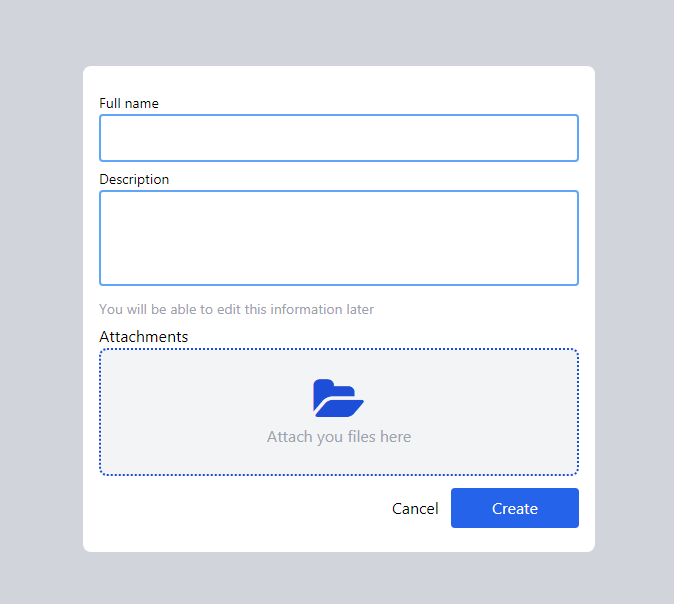 Full name
Description
You will be able to edit this information later
Attachments
Attach you files here
Cancel
Create